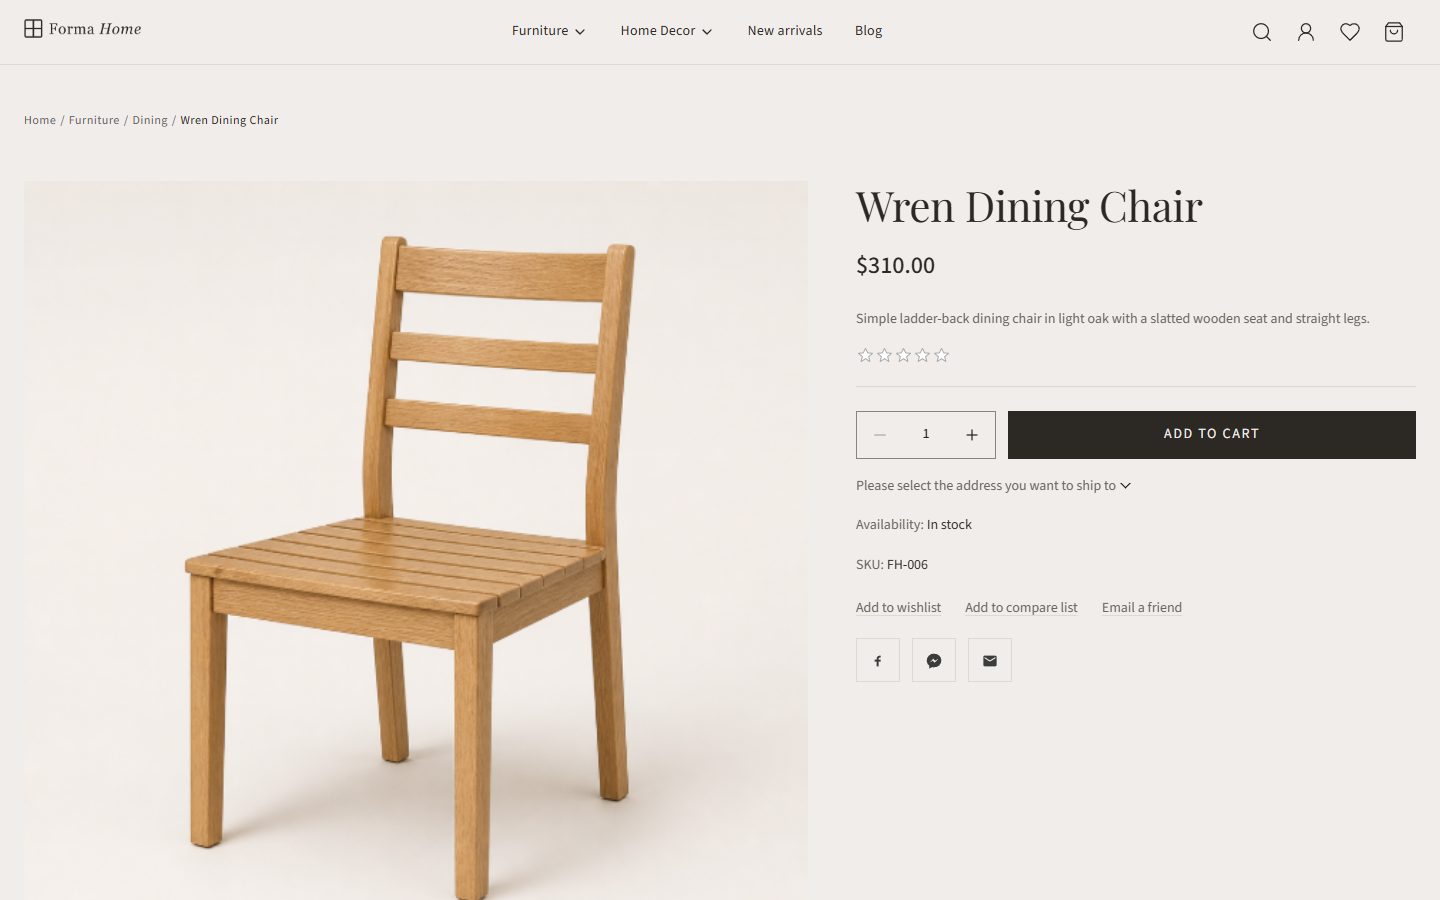 Forma Home
Furniture
Home Decor
New arrivals
Blog
Home / Furniture / Dining / Wren Dining Chair
Wren Dining Chair
$310.00
Simple ladder-back dining chair in light oak with a slatted wooden seat and straight legs.
1
ADD TO CART
Please select the address you want to ship to
Availability: In stock
SKU: FH-006
Add to wishlist
Add to compare list
Email a friend